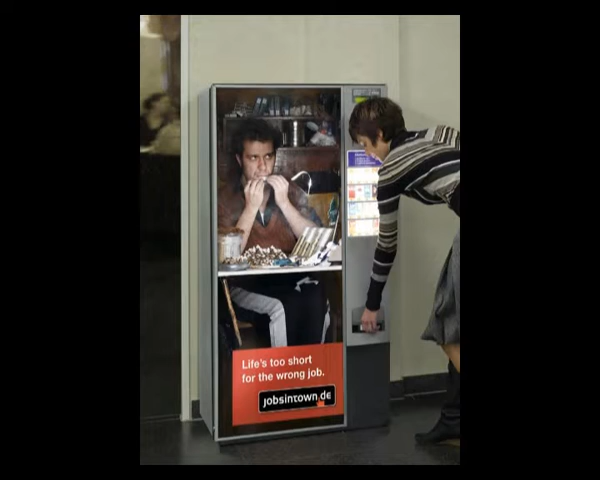 Life's too short
for the wrong job.
jobsintown.de